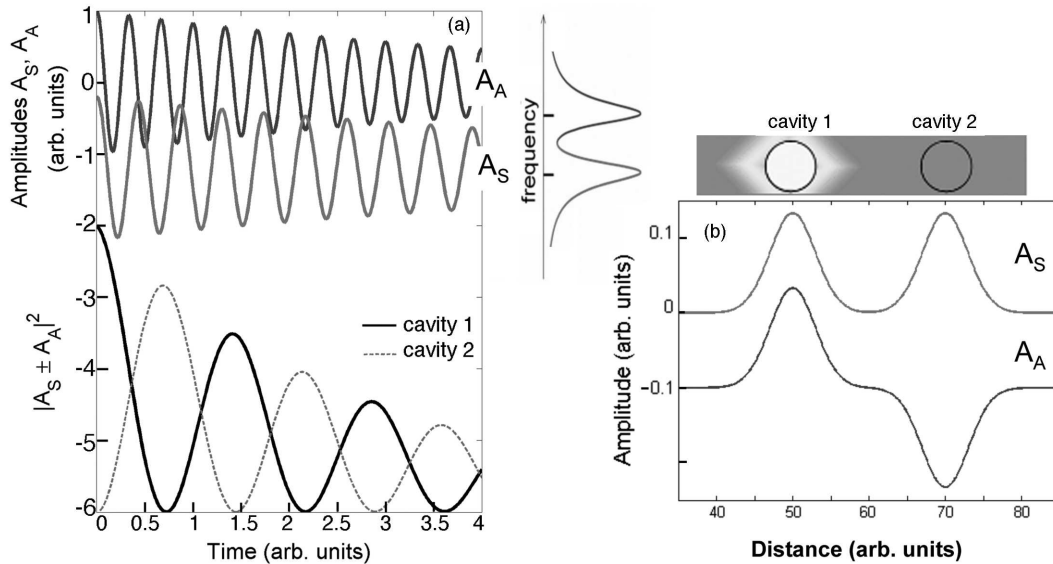 (a)
Amplitudes A_S, A_A
(arb. units)
1
0
-1
-2
-3
-4
-5
-6
A_A
A_S
|A_S ± A_A|^2
cavity 1
cavity 2
0 0.5 1 1.5 2 2.5 3 3.5 4
Time (arb. units)
frequency
cavity 1 cavity 2
(b)
Amplitude (arb. units)
0.1
0
-0.1
A_S
A_A
40 50 60 70 80
Distance (arb. units)